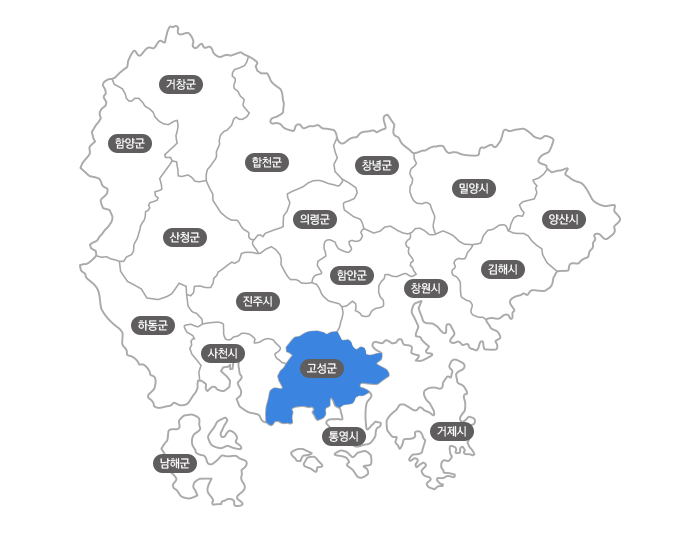 거창군
함양군
합천군
창녕군
밀양시
의령군
양산시
산청군
김해시
함안군
창원시
진주시
하동군
사천시
고성군
거제시
통영시
남해군